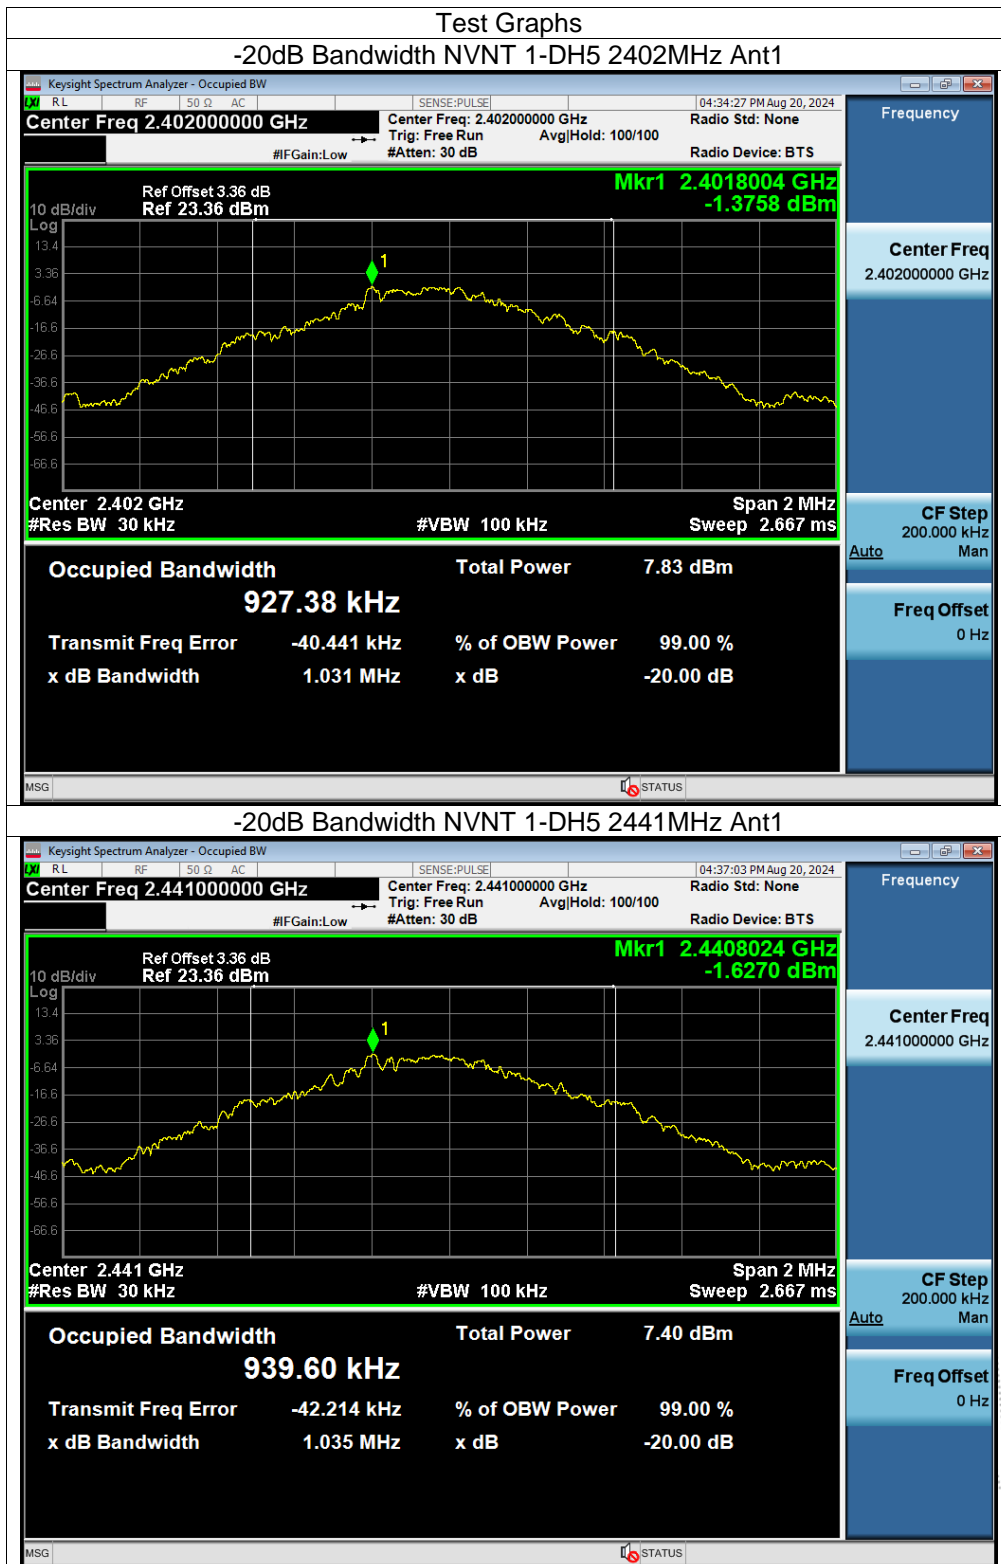 Test Graphs
-20dB Bandwidth NVNT 1-DH5 2402MHz Ant1
Keysight Spectrum Analyzer - Occupied BW
LXI RL RF 50 Ω AC SENSE:PULSE 04:34:27 PM Aug 20, 2024
Center Freq 2.402000000 GHz
Center Freq: 2.402000000 GHz
Radio Std: None
Trig: Free Run Avg|Hold: 100/100
#IFGain:Low
#Atten: 30 dB
Radio Device: BTS
Frequency
Mkr1 2.4018004 GHz
-1.3758 dBm
Ref Offset 3.36 dB
10 dB/div Ref 23.36 dBm
Log
13.4
3.36
-6.64
-16.6
-26.6
-36.6
-46.6
-56.6
-66.6
1
Center 2.402 GHz Span 2 MHz
#Res BW 30 kHz #VBW 100 kHz Sweep 2.667 ms
Center Freq
2.402000000 GHz
CF Step
200.000 kHz
Auto Man
Freq Offset
0 Hz
Occupied Bandwidth Total Power 7.83 dBm
927.38 kHz
Transmit Freq Error -40.441 kHz % of OBW Power 99.00 %
x dB Bandwidth 1.031 MHz x dB -20.00 dB
MSG STATUS
-20dB Bandwidth NVNT 1-DH5 2441MHz Ant1
Keysight Spectrum Analyzer - Occupied BW
LXI RL RF 50 Ω AC SENSE:PULSE 04:37:03 PM Aug 20, 2024
Center Freq 2.441000000 GHz
Center Freq: 2.441000000 GHz
Radio Std: None
Trig: Free Run Avg|Hold: 100/100
#IFGain:Low
#Atten: 30 dB
Radio Device: BTS
Frequency
Mkr1 2.4408024 GHz
-1.6270 dBm
Ref Offset 3.36 dB
10 dB/div Ref 23.36 dBm
Log
13.4
3.36
-6.64
-16.6
-26.6
-36.6
-46.6
-56.6
-66.6
1
Center 2.441 GHz Span 2 MHz
#Res BW 30 kHz #VBW 100 kHz Sweep 2.667 ms
Center Freq
2.441000000 GHz
CF Step
200.000 kHz
Auto Man
Freq Offset
0 Hz
Occupied Bandwidth Total Power 7.40 dBm
939.60 kHz
Transmit Freq Error -42.214 kHz % of OBW Power 99.00 %
x dB Bandwidth 1.035 MHz x dB -20.00 dB
MSG STATUS